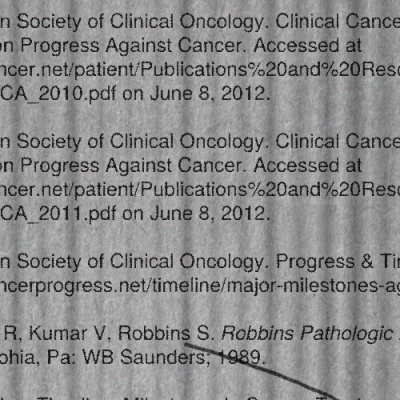 n Society of Clinical Oncology. Clinical Cance
on Progress Against Cancer. Accessed at
ncer.net/patient/Publications%20and%20Reso
CA_2010.pdf on June 8, 2012.
n Society of Clinical Oncology. Clinical Cance
on Progress Against Cancer. Accessed at
ncer.net/patient/Publications%20and%20Reso
CA_2011.pdf on June 8, 2012.
n Society of Clinical Oncology. Progress & Ti
ncerprogress.net/timeline/major-milestones-ag
R, Kumar V, Robbins S. Robbins Pathologic
phia, Pa: WB Saunders; 1989.